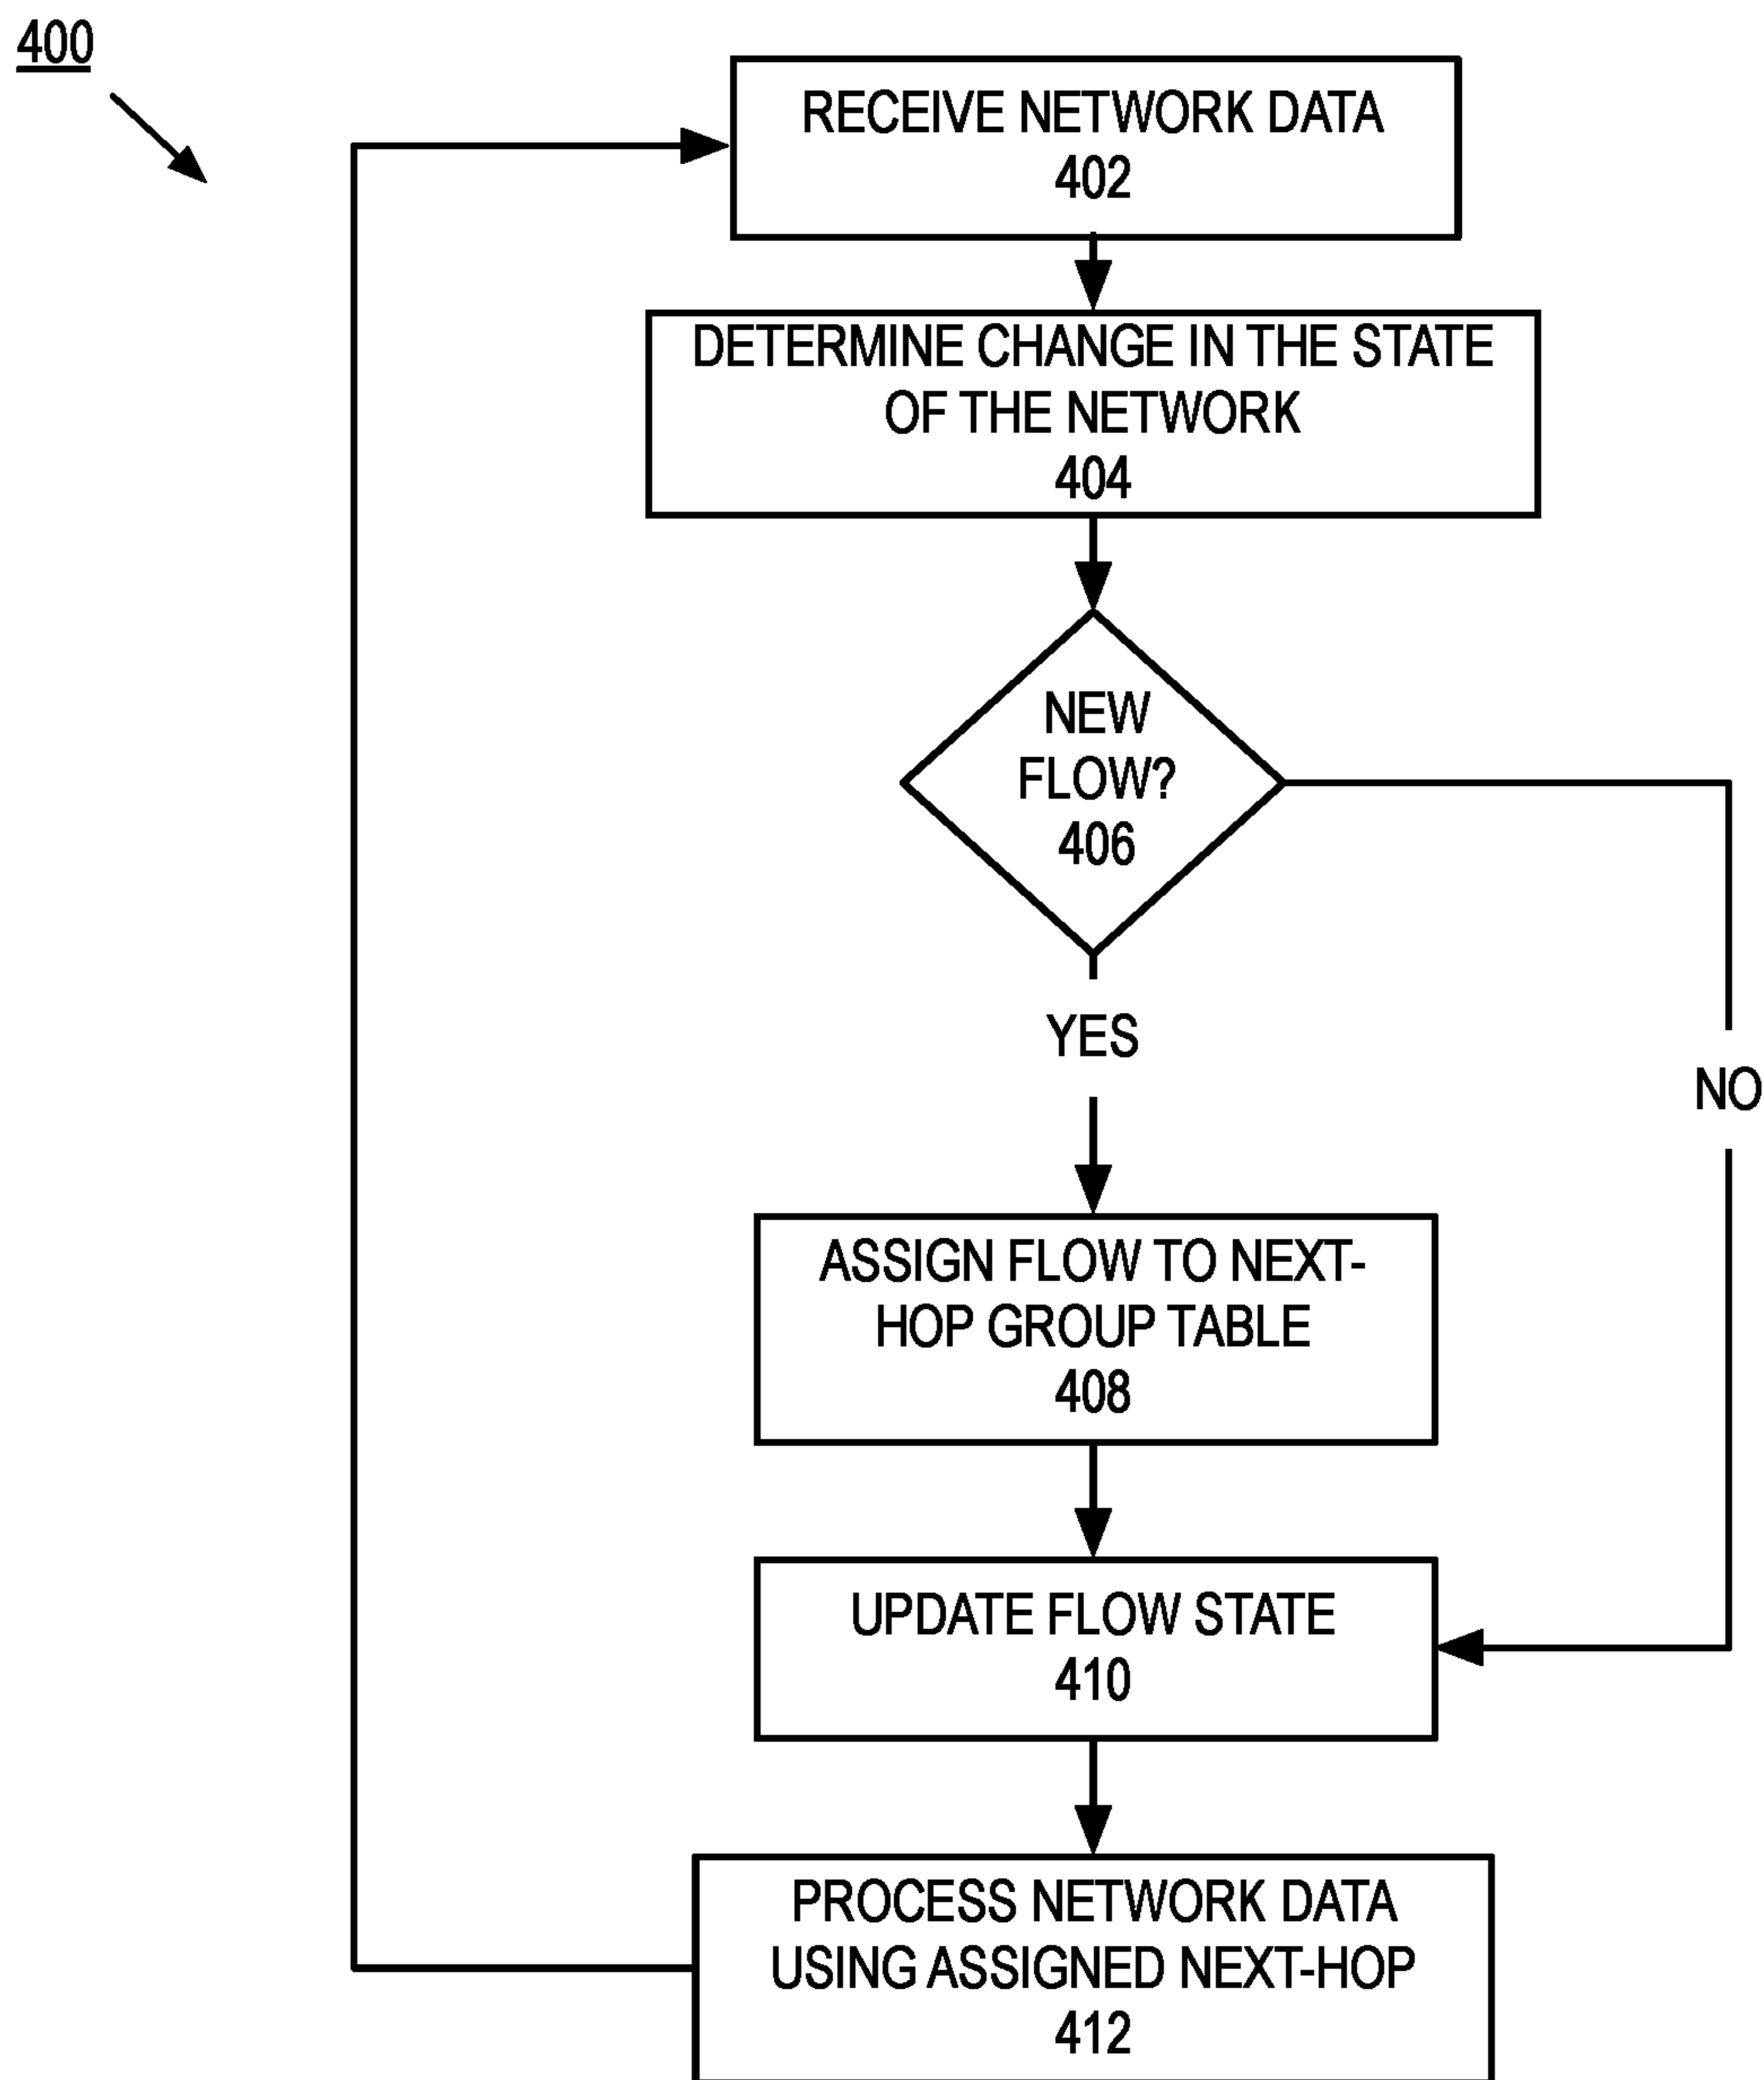 400
RECEIVE NETWORK DATA
402
DETERMINE CHANGE IN THE STATE
OF THE NETWORK
404
NEW
FLOW?
406
YES
NO
ASSIGN FLOW TO NEXT-
HOP GROUP TABLE
408
UPDATE FLOW STATE
410
PROCESS NETWORK DATA
USING ASSIGNED NEXT-HOP
412